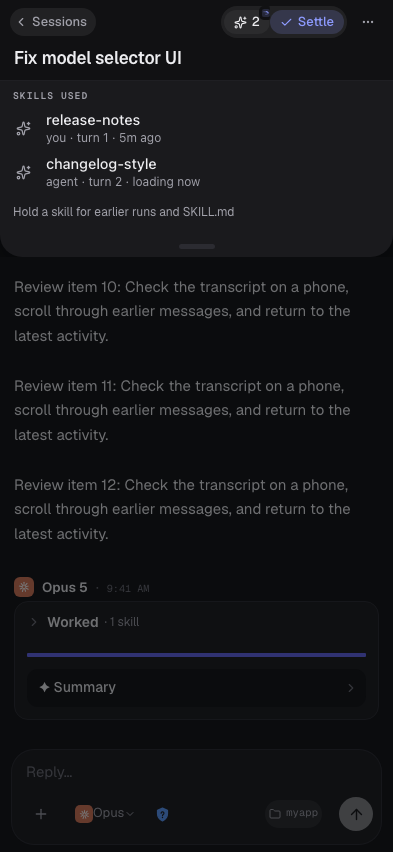 Sessions
2
Settle
Fix model selector UI
SKILLS USED
release-notes
you · turn 1 · 5m ago
changelog-style
agent · turn 2 · loading now
Hold a skill for earlier runs and SKILL.md
Review item 10: Check the transcript on a phone,
scroll through earlier messages, and return to the
latest activity.
Review item 11: Check the transcript on a phone,
scroll through earlier messages, and return to the
latest activity.
Review item 12: Check the transcript on a phone,
scroll through earlier messages, and return to the
latest activity.
Opus 5 · 9:41 AM
Worked · 1 skill
Summary
Reply...
Opus
myapp